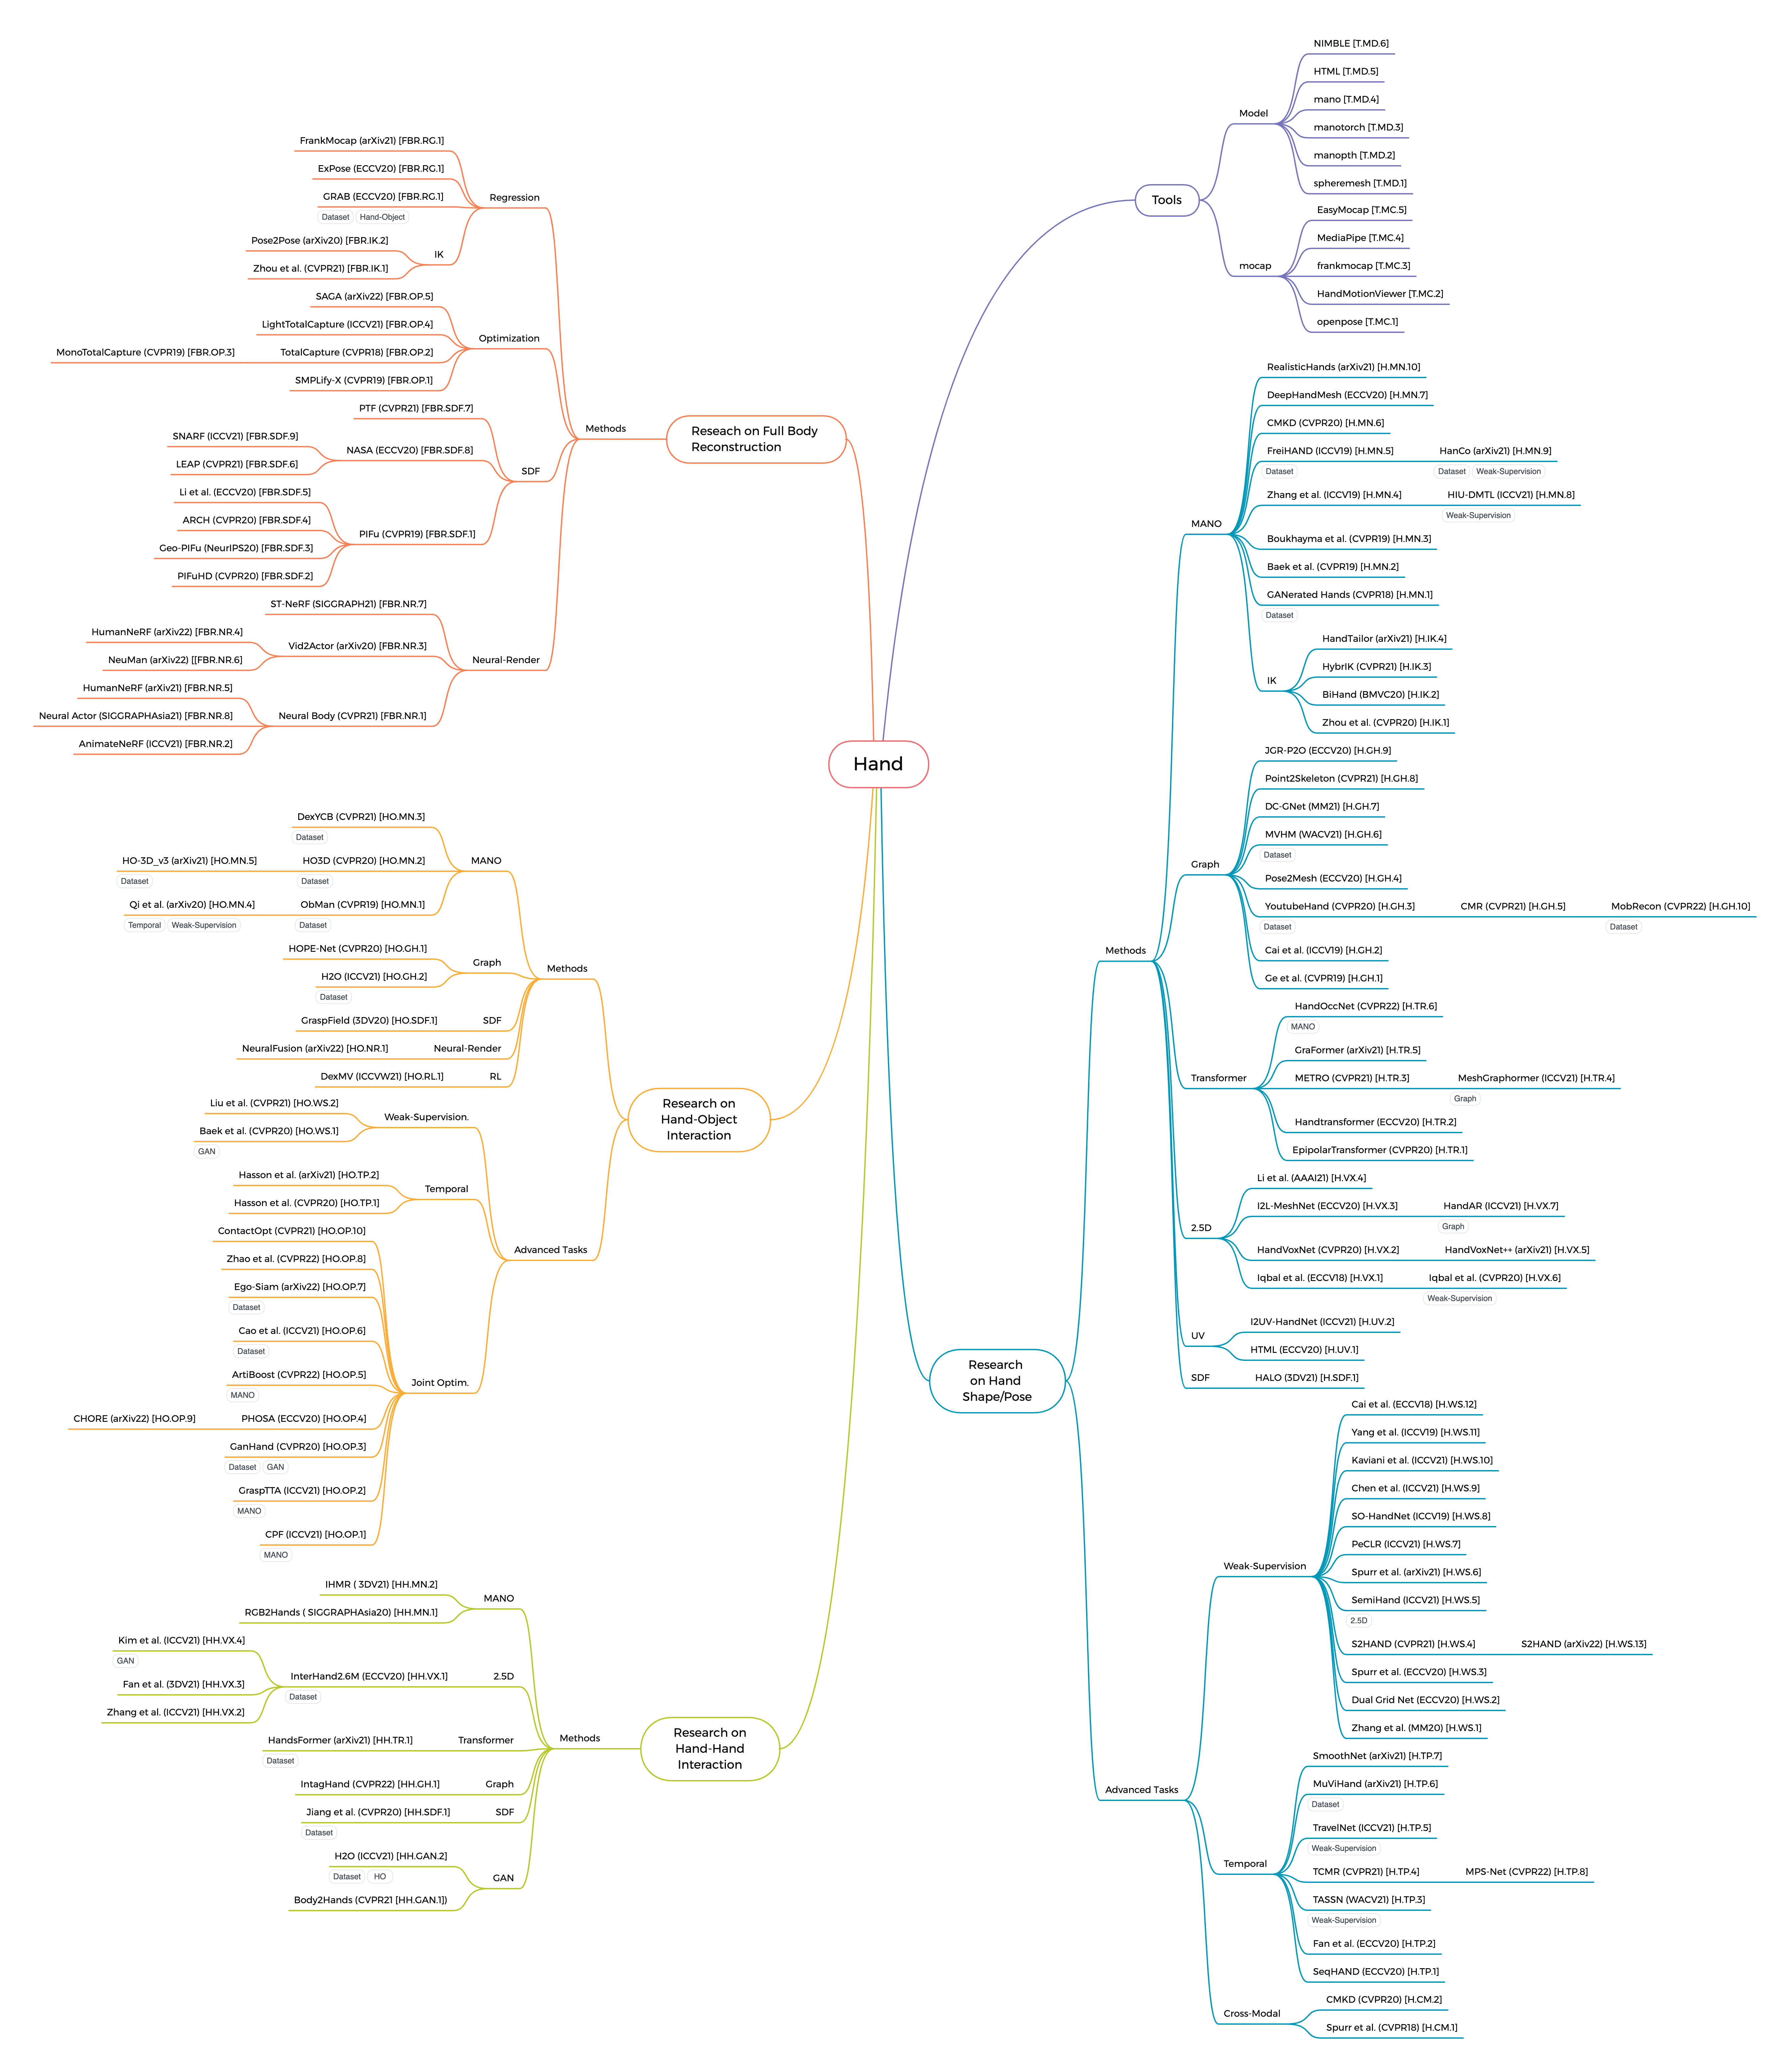 Hand
Tools
Model
NIMBLE [T.MD.6]
HTML [T.MD.5]
mano [T.MD.4]
manotorch [T.MD.3]
manopth [T.MD.2]
spheremesh [T.MD.1]
mocap
EasyMocap [T.MC.5]
MediaPipe [T.MC.4]
frankmocap [T.MC.3]
HandMotionViewer [T.MC.2]
openpose [T.MC.1]
Reseach on Full Body
Reconstruction
Methods
Regression
FrankMocap (arXiv21) [FBR.RG.1]
ExPose (ECCV20) [FBR.RG.1]
GRAB (ECCV20) [FBR.RG.1]
Dataset Hand-Object
IK
Pose2Pose (arXiv20) [FBR.IK.2]
Zhou et al. (CVPR21) [FBR.IK.1]
Optimization
SAGA (arXiv22) [FBR.OP.5]
LightTotalCapture (ICCV21) [FBR.OP.4]
MonoTotalCapture (CVPR19) [FBR.OP.3] TotalCapture (CVPR18) [FBR.OP.2]
SMPLify-X (CVPR19) [FBR.OP.1]
SDF
PTF (CVPR21) [FBR.SDF.7]
NASA (ECCV20) [FBR.SDF.8]
SNARF (ICCV21) [FBR.SDF.9]
LEAP (CVPR21) [FBR.SDF.6]
PIFu (CVPR19) [FBR.SDF.1]
Li et al. (ECCV20) [FBR.SDF.5]
ARCH (CVPR20) [FBR.SDF.4]
Geo-PIFu (NeurIPS20) [FBR.SDF.3]
PIFuHD (CVPR20) [FBR.SDF.2]
Neural-Render
ST-NeRF (SIGGRAPH21) [FBR.NR.7]
Vid2Actor (arXiv20) [FBR.NR.3]
HumanNeRF (arXiv22) [FBR.NR.4]
NeuMan (arXiv22) [[FBR.NR.6]
Neural Body (CVPR21) [FBR.NR.1]
HumanNeRF (arXiv21) [FBR.NR.5]
Neural Actor (SIGGRAPHAsia21) [FBR.NR.8]
AnimateNeRF (ICCV21) [FBR.NR.2]
Research on
Hand-Object
Interaction
Methods
MANO
DexYCB (CVPR21) [HO.MN.3]
Dataset
HO-3D_v3 (arXiv21) [HO.MN.5] HO3D (CVPR20) [HO.MN.2]
Dataset Dataset
Qi et al. (arXiv20) [HO.MN.4] ObMan (CVPR19) [HO.MN.1]
Temporal Weak-Supervision Dataset
Graph
HOPE-Net (CVPR20) [HO.GH.1]
H2O (ICCV21) [HO.GH.2]
Dataset
GraspField (3DV20) [HO.SDF.1] SDF
NeuralFusion (arXiv22) [HO.NR.1] Neural-Render
DexMV (ICCVW21) [HO.RL.1] RL
Advanced Tasks
Weak-Supervision.
Liu et al. (CVPR21) [HO.WS.2]
Baek et al. (CVPR20) [HO.WS.1]
GAN
Temporal
Hasson et al. (arXiv21) [HO.TP.2]
Hasson et al. (CVPR20) [HO.TP.1]
Joint Optim.
ContactOpt (CVPR21) [HO.OP.10]
Zhao et al. (CVPR22) [HO.OP.8]
Ego-Siam (arXiv22) [HO.OP.7]
Dataset
Cao et al. (ICCV21) [HO.OP.6]
Dataset
ArtiBoost (CVPR22) [HO.OP.5]
MANO
CHORE (arXiv22) [HO.OP.9] PHOSA (ECCV20) [HO.OP.4]
GanHand (CVPR20) [HO.OP.3]
Dataset GAN
GraspTTA (ICCV21) [HO.OP.2]
MANO
CPF (ICCV21) [HO.OP.1]
MANO
Research on
Hand-Hand
Interaction
Methods
MANO
IHMR ( 3DV21) [HH.MN.2]
RGB2Hands ( SIGGRAPHAsia20) [HH.MN.1]
2.5D
InterHand2.6M (ECCV20) [HH.VX.1]
Dataset
Kim et al. (ICCV21) [HH.VX.4]
GAN
Fan et al. (3DV21) [HH.VX.3]
Zhang et al. (ICCV21) [HH.VX.2]
HandsFormer (arXiv21) [HH.TR.1] Transformer
Dataset
IntagHand (CVPR22) [HH.GH.1] Graph
Jiang et al. (CVPR20) [HH.SDF.1] SDF
Dataset
GAN
H2O (ICCV21) [HH.GAN.2]
Dataset HO
Body2Hands (CVPR21 [HH.GAN.1])
Research
on Hand
Shape/Pose
Methods
MANO
RealisticHands (arXiv21) [H.MN.10]
DeepHandMesh (ECCV20) [H.MN.7]
CMKD (CVPR20) [H.MN.6]
FreiHAND (ICCV19) [H.MN.5] HanCo (arXiv21) [H.MN.9]
Dataset Dataset Weak-Supervision
Zhang et al. (ICCV19) [H.MN.4] HIU-DMTL (ICCV21) [H.MN.8]
Weak-Supervision
Boukhayma et al. (CVPR19) [H.MN.3]
Baek et al. (CVPR19) [H.MN.2]
GANerated Hands (CVPR18) [H.MN.1]
Dataset
IK
HandTailor (arXiv21) [H.IK.4]
HybrIK (CVPR21) [H.IK.3]
BiHand (BMVC20) [H.IK.2]
Zhou et al. (CVPR20) [H.IK.1]
Graph
JGR-P2O (ECCV20) [H.GH.9]
Point2Skeleton (CVPR21) [H.GH.8]
DC-GNet (MM21) [H.GH.7]
MVHM (WACV21) [H.GH.6]
Dataset
Pose2Mesh (ECCV20) [H.GH.4]
YoutubeHand (CVPR20) [H.GH.3] CMR (CVPR21) [H.GH.5] MobRecon (CVPR22) [H.GH.10]
Dataset Dataset
Cai et al. (ICCV19) [H.GH.2]
Ge et al. (CVPR19) [H.GH.1]
Transformer
HandOccNet (CVPR22) [H.TR.6]
MANO
GraFormer (arXiv21) [H.TR.5]
METRO (CVPR21) [H.TR.3] MeshGraphormer (ICCV21) [H.TR.4]
Graph
Handtransformer (ECCV20) [H.TR.2]
EpipolarTransformer (CVPR20) [H.TR.1]
2.5D
Li et al. (AAAI21) [H.VX.4]
I2L-MeshNet (ECCV20) [H.VX.3] HandAR (ICCV21) [H.VX.7]
Graph
HandVoxNet (CVPR20) [H.VX.2] HandVoxNet++ (arXiv21) [H.VX.5]
Iqbal et al. (ECCV18) [H.VX.1] Iqbal et al. (CVPR20) [H.VX.6]
Weak-Supervision
UV
I2UV-HandNet (ICCV21) [H.UV.2]
HTML (ECCV20) [H.UV.1]
SDF HALO (3DV21) [H.SDF.1]
Advanced Tasks
Weak-Supervision
Cai et al. (ECCV18) [H.WS.12]
Yang et al. (ICCV19) [H.WS.11]
Kaviani et al. (ICCV21) [H.WS.10]
Chen et al. (ICCV21) [H.WS.9]
SO-HandNet (ICCV19) [H.WS.8]
PeCLR (ICCV21) [H.WS.7]
Spurr et al. (arXiv21) [H.WS.6]
SemiHand (ICCV21) [H.WS.5]
2.5D
S2HAND (CVPR21) [H.WS.4] S2HAND (arXiv22) [H.WS.13]
Spurr et al. (ECCV20) [H.WS.3]
Dual Grid Net (ECCV20) [H.WS.2]
Zhang et al. (MM20) [H.WS.1]
Temporal
SmoothNet (arXiv21) [H.TP.7]
MuViHand (arXiv21) [H.TP.6]
Dataset
TravelNet (ICCV21) [H.TP.5]
Weak-Supervision
TCMR (CVPR21) [H.TP.4] MPS-Net (CVPR22) [H.TP.8]
TASSN (WACV21) [H.TP.3]
Weak-Supervision
Fan et al. (ECCV20) [H.TP.2]
SeqHAND (ECCV20) [H.TP.1]
Cross-Modal
CMKD (CVPR20) [H.CM.2]
Spurr et al. (CVPR18) [H.CM.1]